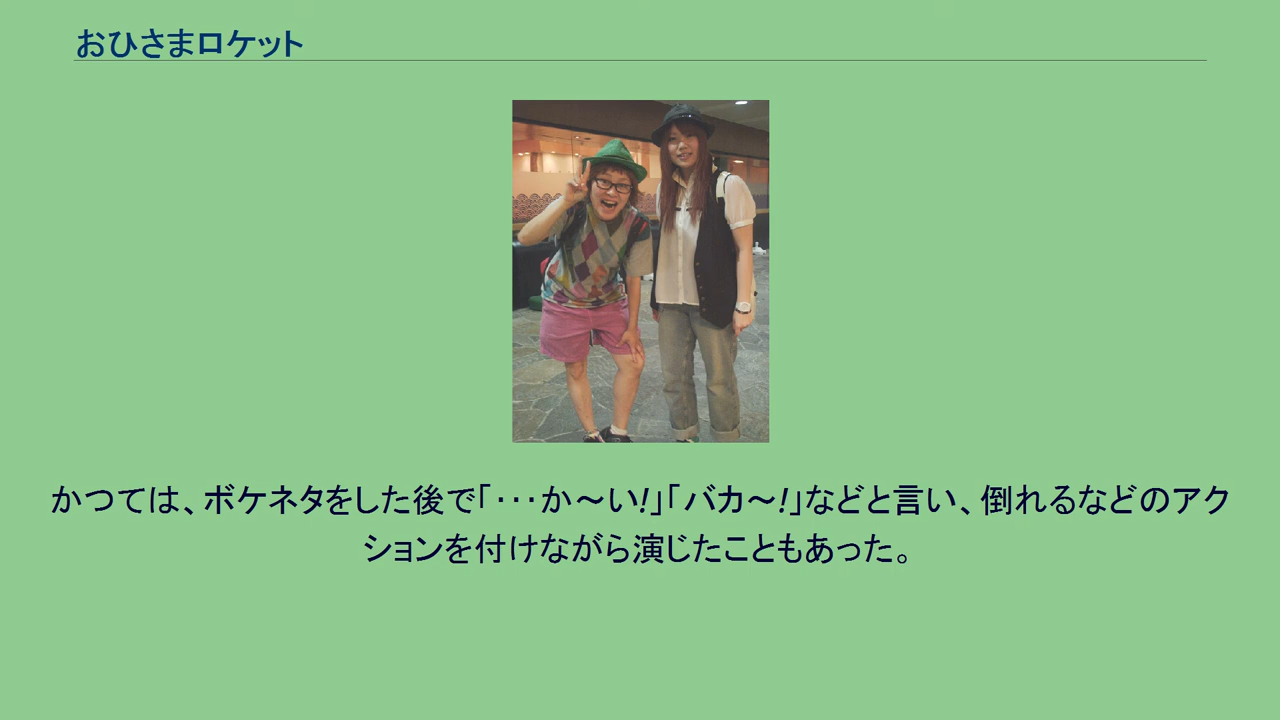 おひさまロケット
かつては、ボケネタをした後で「･･･か～い!」「バカ～!」などと言い、倒れるなどのアク
ションを付けながら演じたこともあった。